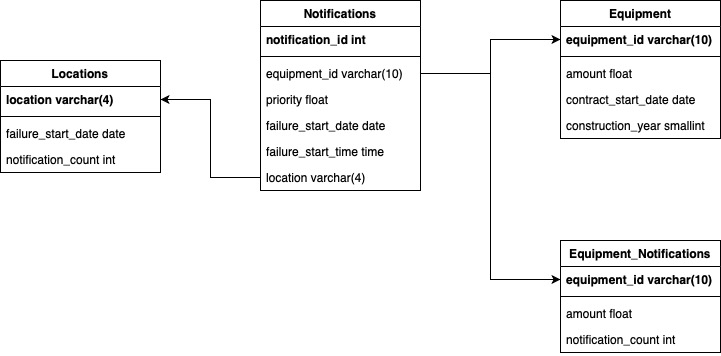 Notifications
notification_id int
equipment_id varchar(10)
priority float
failure_start_date date
failure_start_time time
location varchar(4)
Locations
location varchar(4)
failure_start_date date
notification_count int
Equipment
equipment_id varchar(10)
amount float
contract_start_date date
construction_year smallint
Equipment_Notifications
equipment_id varchar(10)
amount float
notification_count int